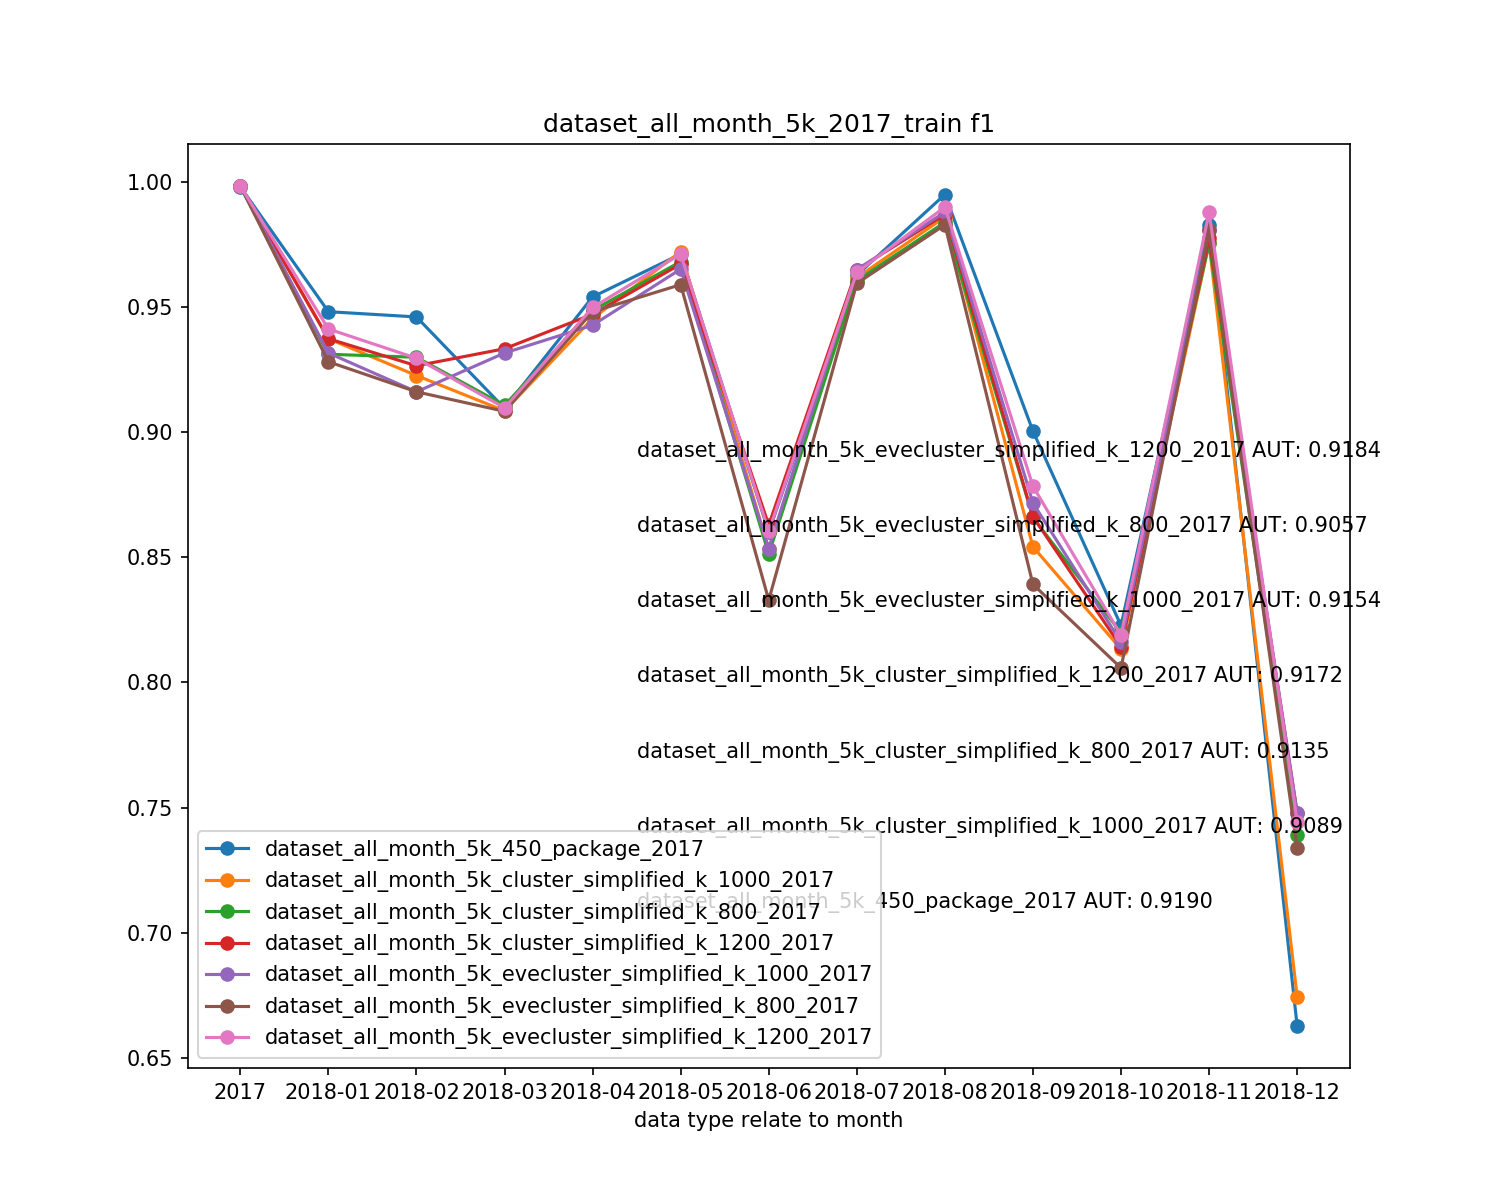 dataset_all_month_5k_2017_train f1
1.00
0.95
0.90
0.85
0.80
0.75
0.70
0.65
dataset_all_month_5k_evecluster_simplified_k_1200_2017 AUT: 0.9184
dataset_all_month_5k_evecluster_simplified_k_800_2017 AUT: 0.9057
dataset_all_month_5k_evecluster_simplified_k_1000_2017 AUT: 0.9154
dataset_all_month_5k_cluster_simplified_k_1200_2017 AUT: 0.9172
dataset_all_month_5k_cluster_simplified_k_800_2017 AUT: 0.9135
dataset_all_month_5k_cluster_simplified_k_1000_2017 AUT: 0.9089
dataset_all_month_5k_450_package_2017 AUT: 0.9190
dataset_all_month_5k_450_package_2017
dataset_all_month_5k_cluster_simplified_k_1000_2017
dataset_all_month_5k_cluster_simplified_k_800_2017
dataset_all_month_5k_cluster_simplified_k_1200_2017
dataset_all_month_5k_evecluster_simplified_k_1000_2017
dataset_all_month_5k_evecluster_simplified_k_800_2017
dataset_all_month_5k_evecluster_simplified_k_1200_2017
2017 2018-01 2018-02 2018-03 2018-04 2018-05 2018-06 2018-07 2018-08 2018-09 2018-10 2018-11 2018-12
data type relate to month